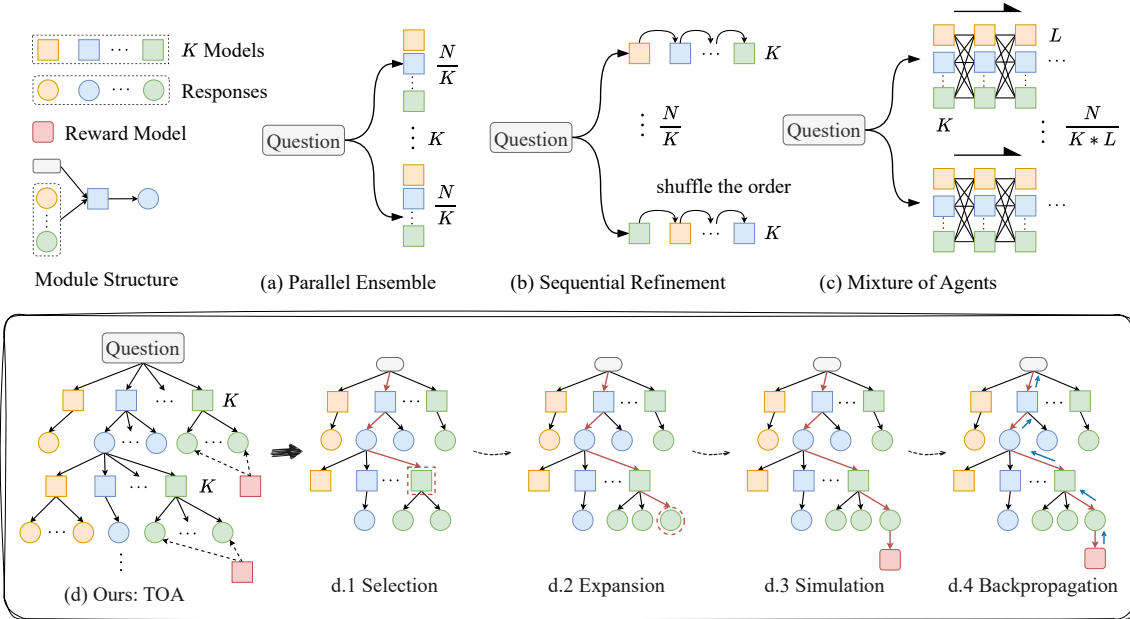 K Models
Responses
Reward Model
Module Structure
Question
N/K
K
N/K
(a) Parallel Ensemble
Question
K
N/K
shuffle the order
K
(b) Sequential Refinement
Question
L
K
N/(K * L)
(c) Mixture of Agents
Question
K
K
(d) Ours: TOA
d.1 Selection
d.2 Expansion
d.3 Simulation
d.4 Backpropagation